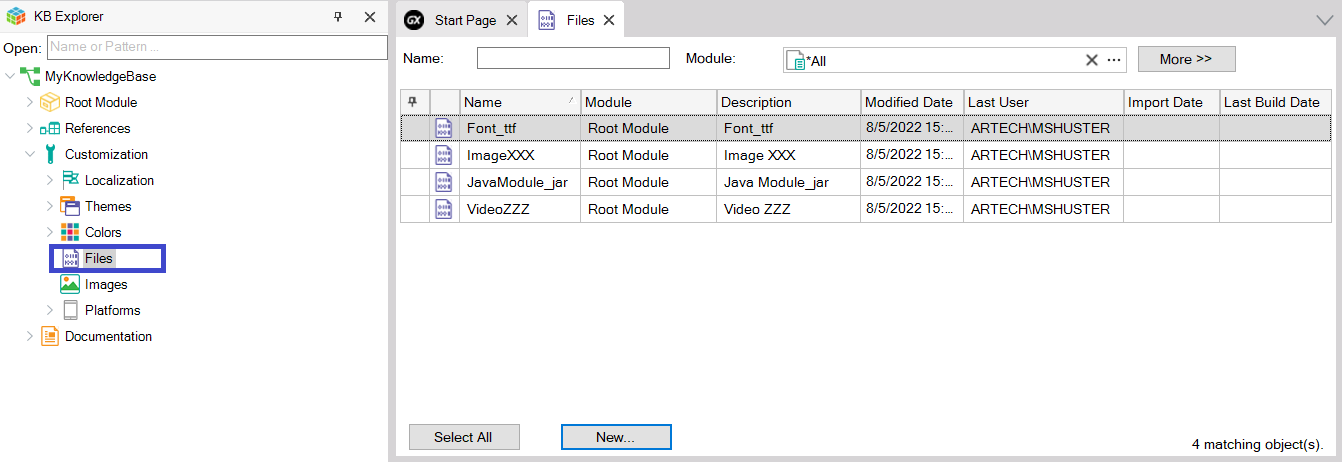 KB Explorer
Open: Name or Pattern ...
MyKnowledgeBase
Root Module
References
Customization
Localization
Themes
Colors
Files
Images
Platforms
Documentation
GX Start Page Files
Name: Module: *All ... More >>
Name Module Description Modified Date Last User Import Date Last Build Date
Font_ttf Root Module Font_ttf 8/5/2022 15:... ARTECH\MSHUSTER
ImageXXX Root Module Image XXX 8/5/2022 15:... ARTECH\MSHUSTER
JavaModule_jar Root Module Java Module_jar 8/5/2022 15:... ARTECH\MSHUSTER
VideoZZZ Root Module Video ZZZ 8/5/2022 15:... ARTECH\MSHUSTER
Select All New... 4 matching object(s).